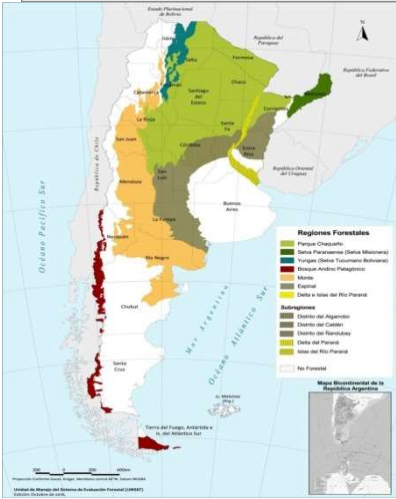 Estado Plurinacional
de Bolivia
República del
Paraguay
República Federativa
del Brasil
N
Jujuy
Salta
Formosa
Tucumán
Chaco
Catamarca
Santiago
del
Estero
Misiones
Corrientes
La Rioja
Santa
Fe
San Juan
Córdoba
Entre
Ríos
República Oriental
del Uruguay
San
Luis
Mendoza
Buenos
Aires
La Pampa
Neuquén
Río Negro
Chubut
Santa
Cruz
República de Chile
Océano Pacífico Sur
Mar Argentino
Océano Atlántico Sur
Is. Malvinas
(Arg.)
Tierra del Fuego, Antártida e
Is. del Atlántico Sur
Regiones Forestales
Parque Chaqueño
Selva Paranaense (Selva Misionera)
Yungas (Selva Tucumano Boliviana)
Bosque Andino Patagónico
Monte
Espinal
Delta e Islas del Río Paraná
Subregiones
Distrito del Algarrobo
Distrito del Caldén
Distrito del Ñandubay
Delta del Paraná
Islas del Río Paraná
No Forestal
Mapa Bicontinental de la
República Argentina
Unidad de Manejo del Sistema de Evaluación Forestal (UMSEF)